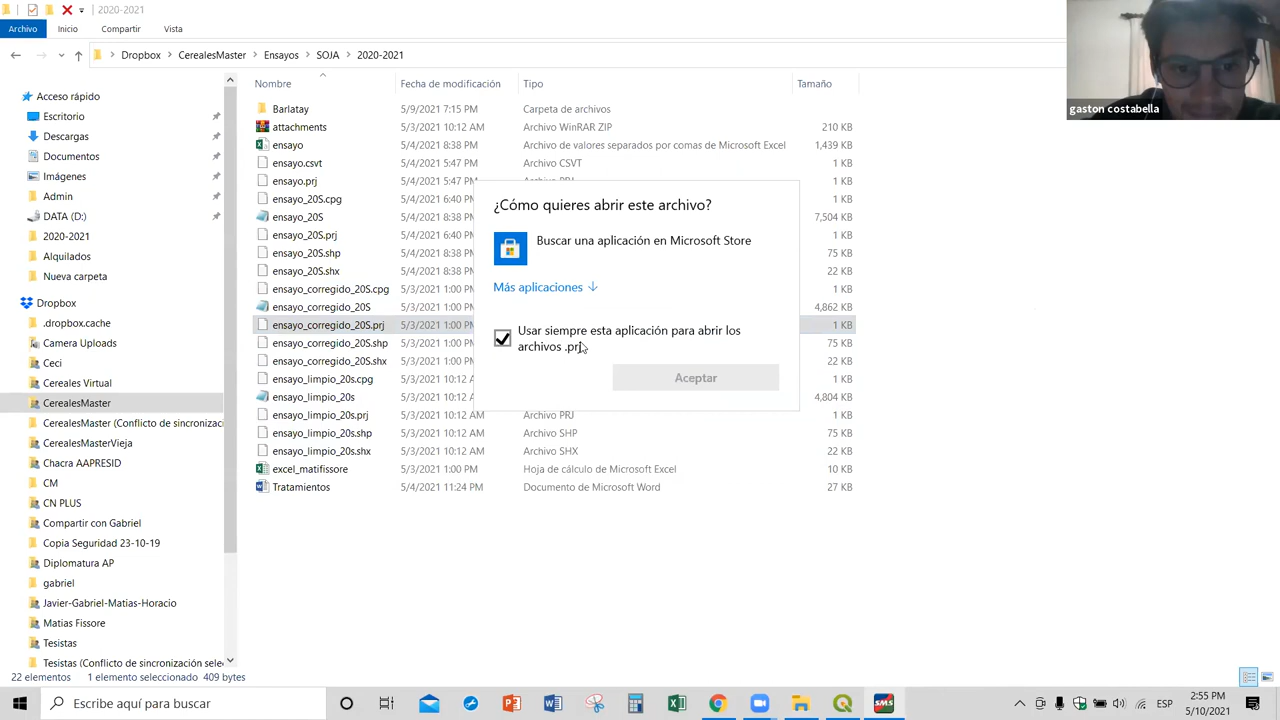 2020-2021
Archivo Inicio Compartir Vista
Dropbox > CerealesMaster > Ensayos > SOJA > 2020-2021
gaston costabella
Nombre Fecha de modificación Tipo Tamaño
Acceso rápido
Escritorio
Descargas
Documentos
Imágenes
Admin
DATA (D:)
2020-2021
Alquilados
Nueva carpeta
Dropbox
.dropbox.cache
Camera Uploads
Ceci
Cereales Virtual
CerealesMaster
CerealesMaster (Conflicto de sincronizaci
CerealesMasterVieja
Chacra AAPRESID
CM
CN PLUS
Compartir con Gabriel
Copia Seguridad 23-10-19
Diplomatura AP
gabriel
Javier-Gabriel-Matias-Horacio
Matias Fissore
Tesistas
Tesistas (Conflicto de sincronización sele
Barlatay 5/9/2021 7:15 PM Carpeta de archivos
attachments 5/3/2021 10:12 AM Archivo WinRAR ZIP 210 KB
ensayo 5/4/2021 8:38 PM Archivo de valores separados por comas de Microsoft Excel 1,439 KB
ensayo.csvt 5/4/2021 5:47 PM Archivo CSVT 1 KB
ensayo.prj 5/4/2021 5:47 PM Archivo PRJ 1 KB
ensayo_20S.cpg 5/4/2021 6:40 PM 1 KB
ensayo_20S 5/4/2021 8:38 PM 7,504 KB
ensayo_20S.prj 5/4/2021 6:40 PM 1 KB
ensayo_20S.shp 5/4/2021 8:38 PM 75 KB
ensayo_20S.shx 5/4/2021 8:38 PM 22 KB
ensayo_corregido_20S.cpg 5/3/2021 1:00 PM 1 KB
ensayo_corregido_20S 5/3/2021 1:00 PM 4,862 KB
ensayo_corregido_20S.prj 5/3/2021 1:00 PM 1 KB
ensayo_corregido_20S.shp 5/3/2021 1:00 PM 75 KB
ensayo_corregido_20S.shx 5/3/2021 1:00 PM 22 KB
ensayo_limpio_20s.cpg 5/3/2021 10:12 A 1 KB
ensayo_limpio_20s 5/3/2021 10:12 A 4,804 KB
ensayo_limpio_20s.prj 5/3/2021 10:12 AM Archivo PRJ 1 KB
ensayo_limpio_20s.shp 5/3/2021 10:12 AM Archivo SHP 75 KB
ensayo_limpio_20s.shx 5/3/2021 10:12 AM Archivo SHX 22 KB
excel_matifissore 5/3/2021 1:00 PM Hoja de cálculo de Microsoft Excel 10 KB
Tratamientos 5/4/2021 11:24 PM Documento de Microsoft Word 27 KB
¿Cómo quieres abrir este archivo?
Buscar una aplicación en Microsoft Store
Más aplicaciones
Usar siempre esta aplicación para abrir los
archivos .prj
Aceptar
22 elementos 1 elemento seleccionado 409 bytes
Escribe aquí para buscar
SMS
ESP
2:55 PM
5/10/2021